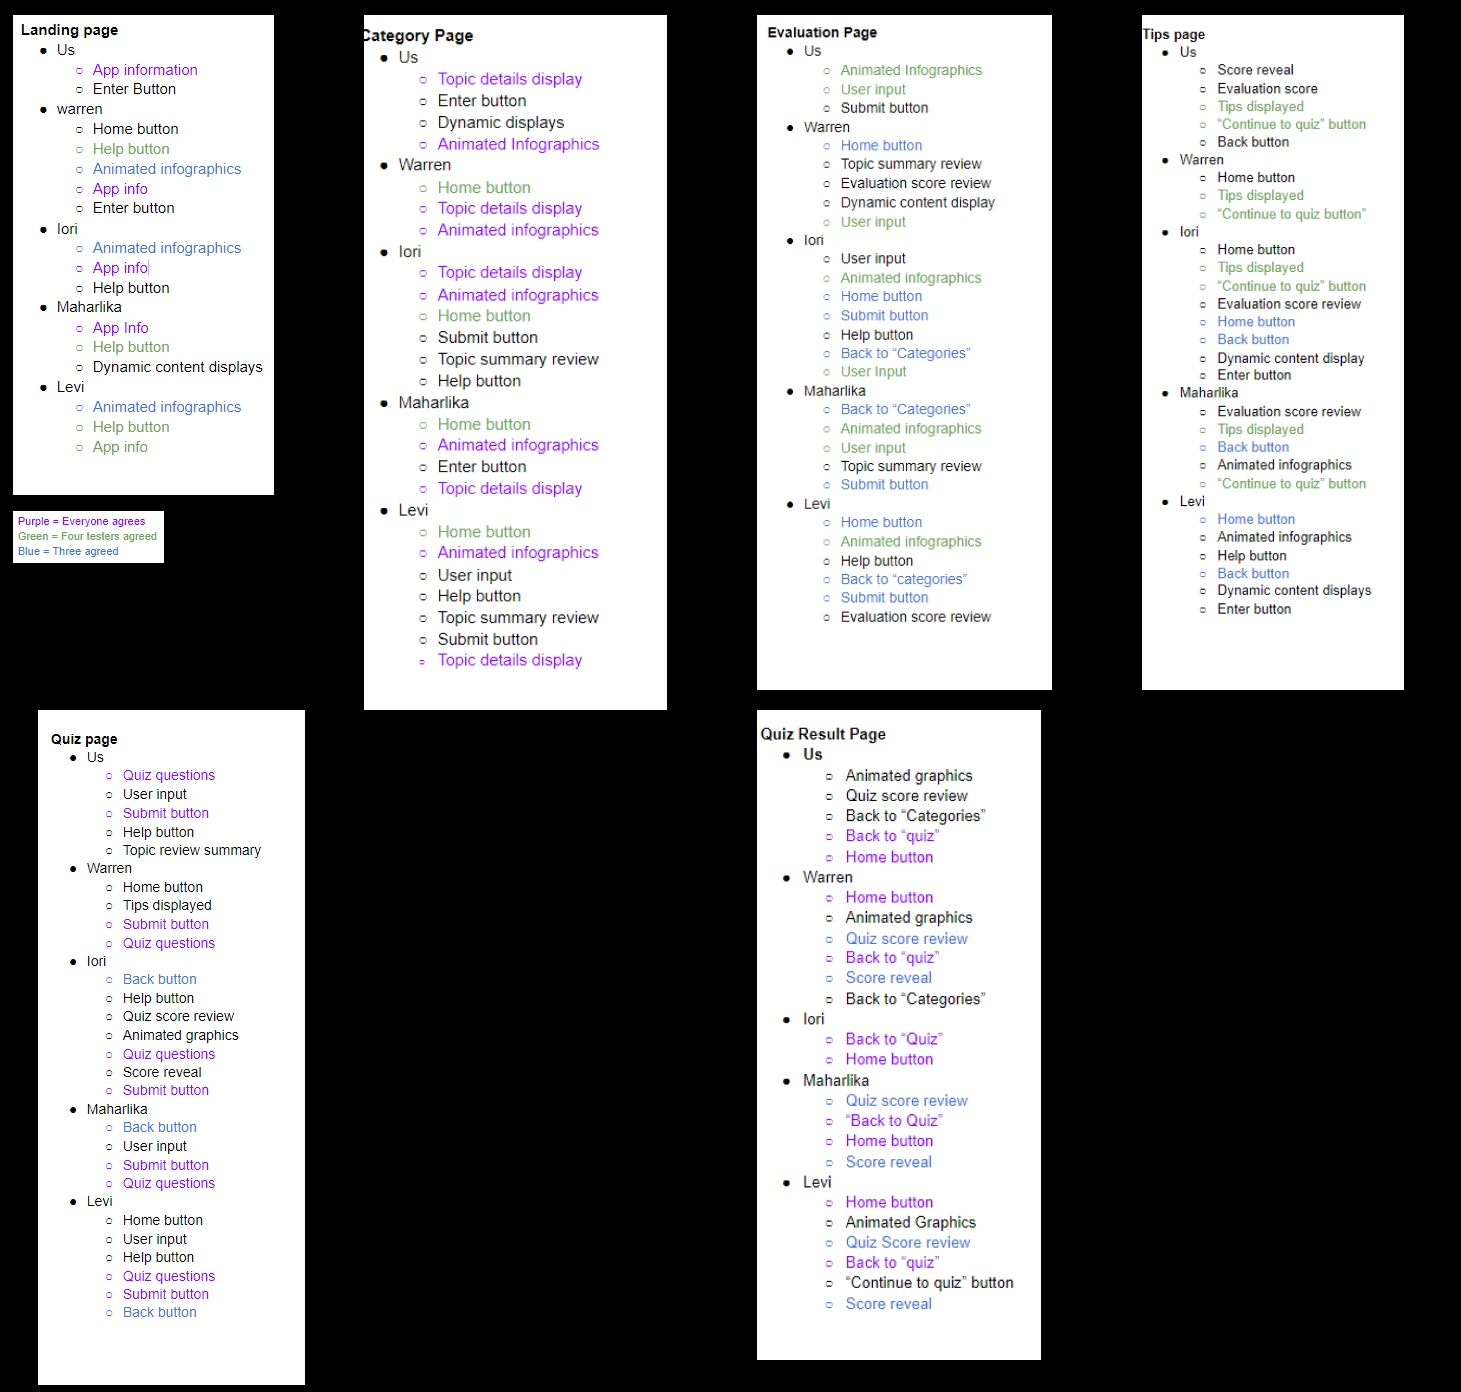 Landing page
● Us
○ App information
○ Enter Button
● warren
○ Home button
○ Help button
○ Animated infographics
○ App info
○ Enter button
● Iori
○ Animated infographics
○ App info
○ Help button
● Maharlika
○ App Info
○ Help button
○ Dynamic content displays
● Levi
○ Animated infographics
○ Help button
○ App info
Purple = Everyone agrees
Green = Four testers agreed
Blue = Three agreed
Category Page
● Us
○ Topic details display
○ Enter button
○ Dynamic displays
○ Animated Infographics
● Warren
○ Home button
○ Topic details display
○ Animated infographics
● Iori
○ Topic details display
○ Animated infographics
○ Home button
○ Submit button
○ Topic summary review
○ Help button
● Maharlika
○ Home button
○ Animated infographics
○ Enter button
○ Topic details display
● Levi
○ Home button
○ Animated infographics
○ User input
○ Help button
○ Topic summary review
○ Submit button
○ Topic details display
Evaluation Page
● Us
○ Animated Infographics
○ User input
○ Submit button
● Warren
○ Home button
○ Topic summary review
○ Evaluation score review
○ Dynamic content display
○ User input
● Iori
○ User input
○ Animated infographics
○ Home button
○ Submit button
○ Help button
○ Back to “Categories”
○ User Input
● Maharlika
○ Back to “Categories”
○ Animated infographics
○ User input
○ Topic summary review
○ Submit button
● Levi
○ Home button
○ Animated infographics
○ Help button
○ Back to “categories”
○ Submit button
○ Evaluation score review
Tips page
● Us
○ Score reveal
○ Evaluation score
○ Tips displayed
○ “Continue to quiz” button
○ Back button
● Warren
○ Home button
○ Tips displayed
○ “Continue to quiz button”
● Iori
○ Home button
○ Tips displayed
○ “Continue to quiz” button
○ Evaluation score review
○ Home button
○ Back button
○ Dynamic content display
○ Enter button
● Maharlika
○ Evaluation score review
○ Tips displayed
○ Back button
○ Animated infographics
○ “Continue to quiz” button
● Levi
○ Home button
○ Animated infographics
○ Help button
○ Back button
○ Dynamic content displays
○ Enter button
Quiz page
● Us
○ Quiz questions
○ User input
○ Submit button
○ Help button
○ Topic review summary
● Warren
○ Home button
○ Tips displayed
○ Submit button
○ Quiz questions
● Iori
○ Back button
○ Help button
○ Quiz score review
○ Animated graphics
○ Quiz questions
○ Score reveal
○ Submit button
● Maharlika
○ Back button
○ User input
○ Submit button
○ Quiz questions
● Levi
○ Home button
○ User input
○ Help button
○ Quiz questions
○ Submit button
○ Back button
Quiz Result Page
● Us
○ Animated graphics
○ Quiz score review
○ Back to “Categories”
○ Back to “quiz”
○ Home button
● Warren
○ Home button
○ Animated graphics
○ Quiz score review
○ Back to “quiz”
○ Score reveal
○ Back to “Categories”
● Iori
○ Back to “Quiz”
○ Home button
● Maharlika
○ Quiz score review
○ “Back to Quiz”
○ Home button
○ Score reveal
● Levi
○ Home button
○ Animated Graphics
○ Quiz Score review
○ Back to “quiz”
○ “Continue to quiz” button
○ Score reveal